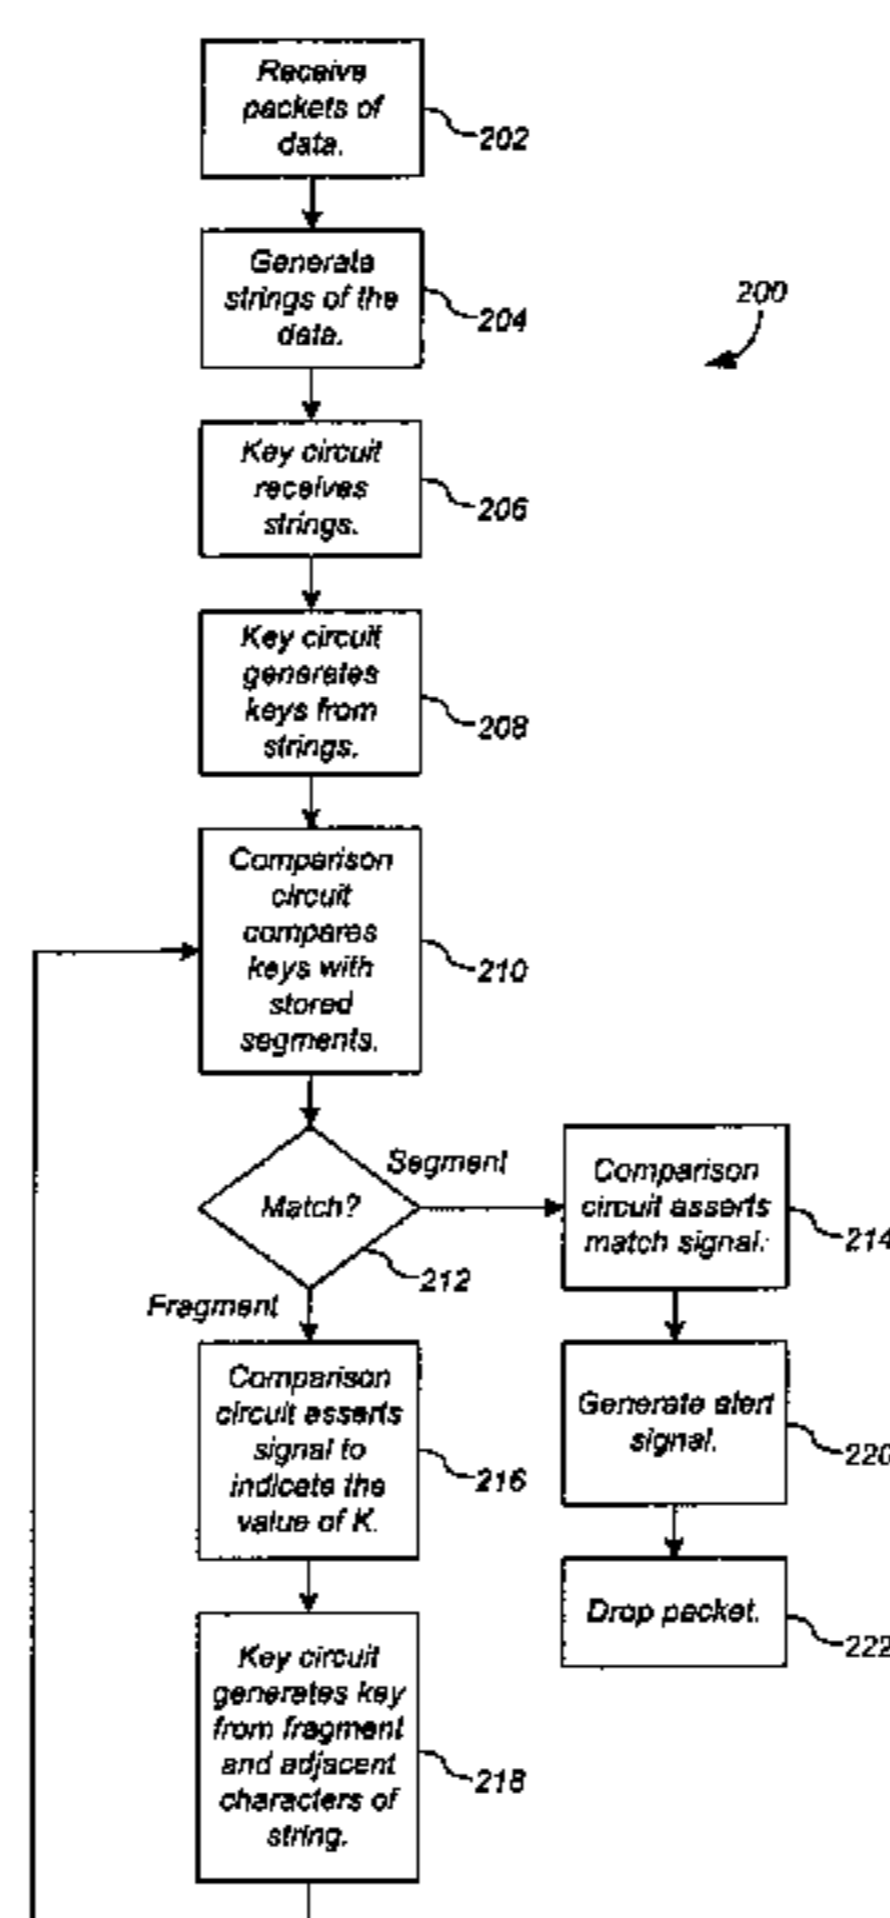 Receive
packets of
data.
202
Generate
strings of the
data.
204
200
Key circuit
receives
strings.
206
Key circuit
generates
keys from
strings.
208
Comparison
circuit
compares
keys with
stored
segments.
210
Match?
Segment
212
Comparison
circuit asserts
match signal.
214
Fragment
Comparison
circuit asserts
signal to
indicate the
value of K.
216
Generate alert
signal.
220
Drop packet.
222
Key circuit
generates key
from fragment
and adjacent
characters of
string.
218